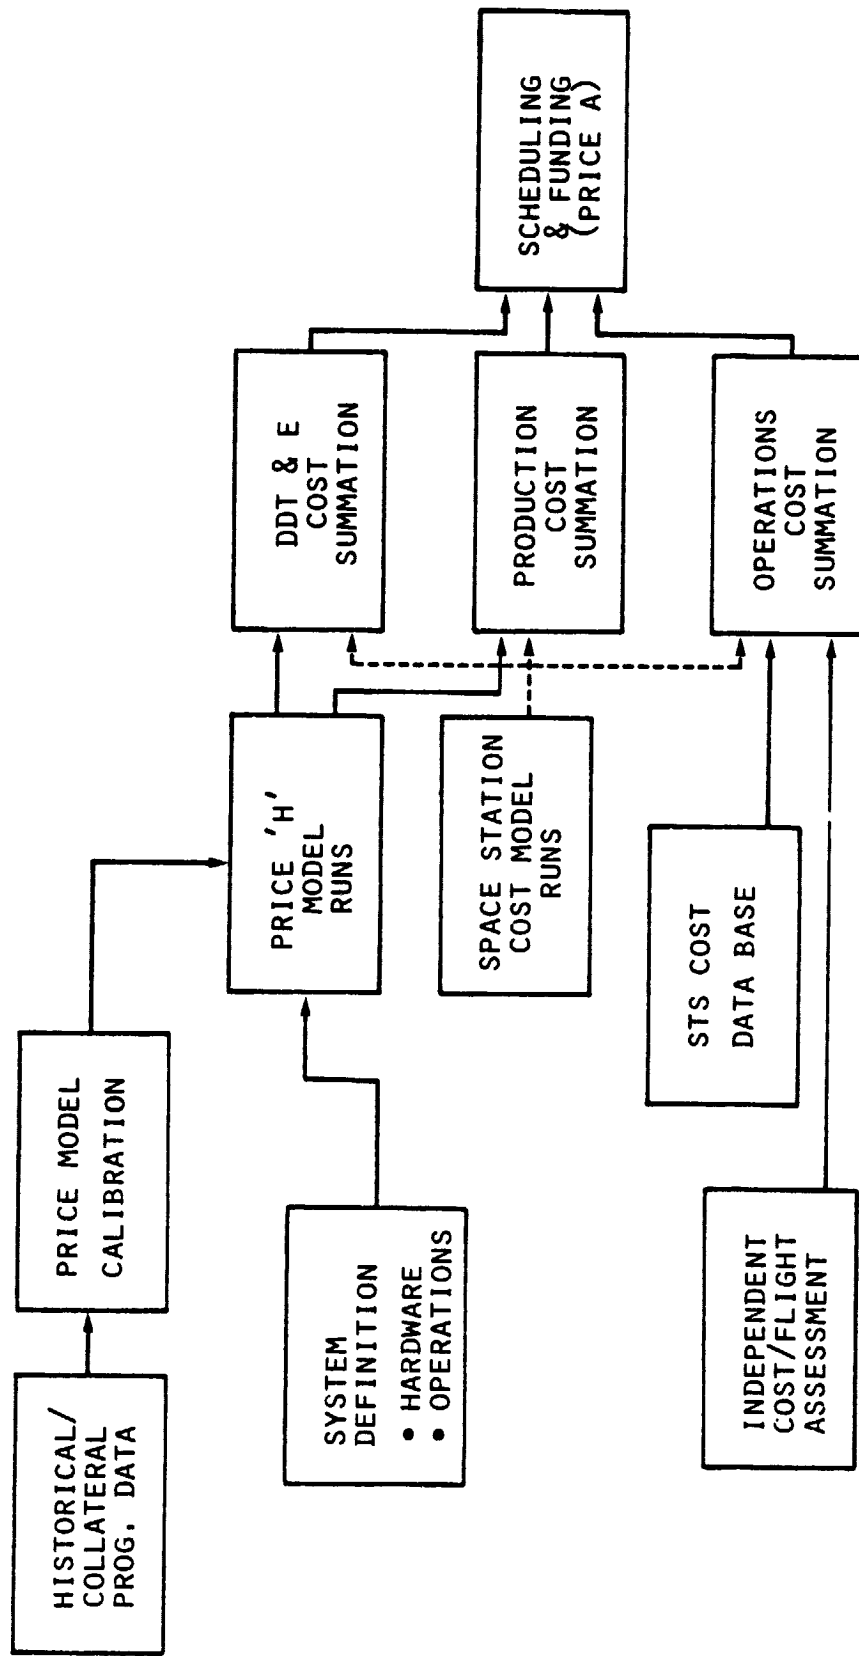 HISTORICAL/
COLLATERAL
PROG. DATA
PRICE MODEL
CALIBRATION
SYSTEM
DEFINITION
• HARDWARE
• OPERATIONS
PRICE 'H'
MODEL
RUNS
SPACE STATION
COST MODEL
RUNS
STS COST
DATA BASE
INDEPENDENT
COST/FLIGHT
ASSESSMENT
DDT & E
COST
SUMMATION
PRODUCTION
COST
SUMMATION
OPERATIONS
COST
SUMMATION
SCHEDULING
& FUNDING
(PRICE A)